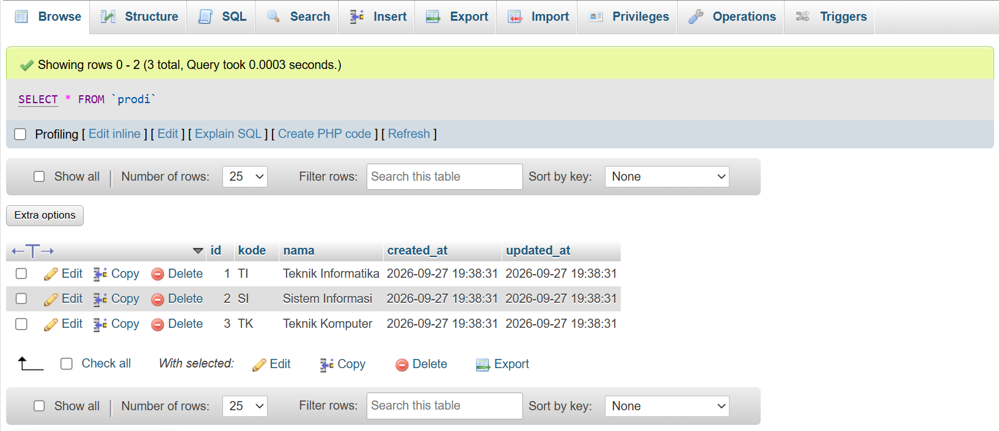 Browse Structure SQL Search Insert Export Import Privileges Operations Triggers
Showing rows 0 - 2 (3 total, Query took 0.0003 seconds.)
SELECT * FROM `prodi`
Profiling [ Edit inline ] [ Edit ] [ Explain SQL ] [ Create PHP code ] [ Refresh ]
Show all Number of rows: 25 Filter rows: Search this table Sort by key: None
Extra options
id kode nama created_at updated_at
Edit Copy Delete 1 TI Teknik Informatika 2026-09-27 19:38:31 2026-09-27 19:38:31
Edit Copy Delete 2 SI Sistem Informasi 2026-09-27 19:38:31 2026-09-27 19:38:31
Edit Copy Delete 3 TK Teknik Komputer 2026-09-27 19:38:31 2026-09-27 19:38:31
Check all With selected: Edit Copy Delete Export
Show all Number of rows: 25 Filter rows: Search this table Sort by key: None